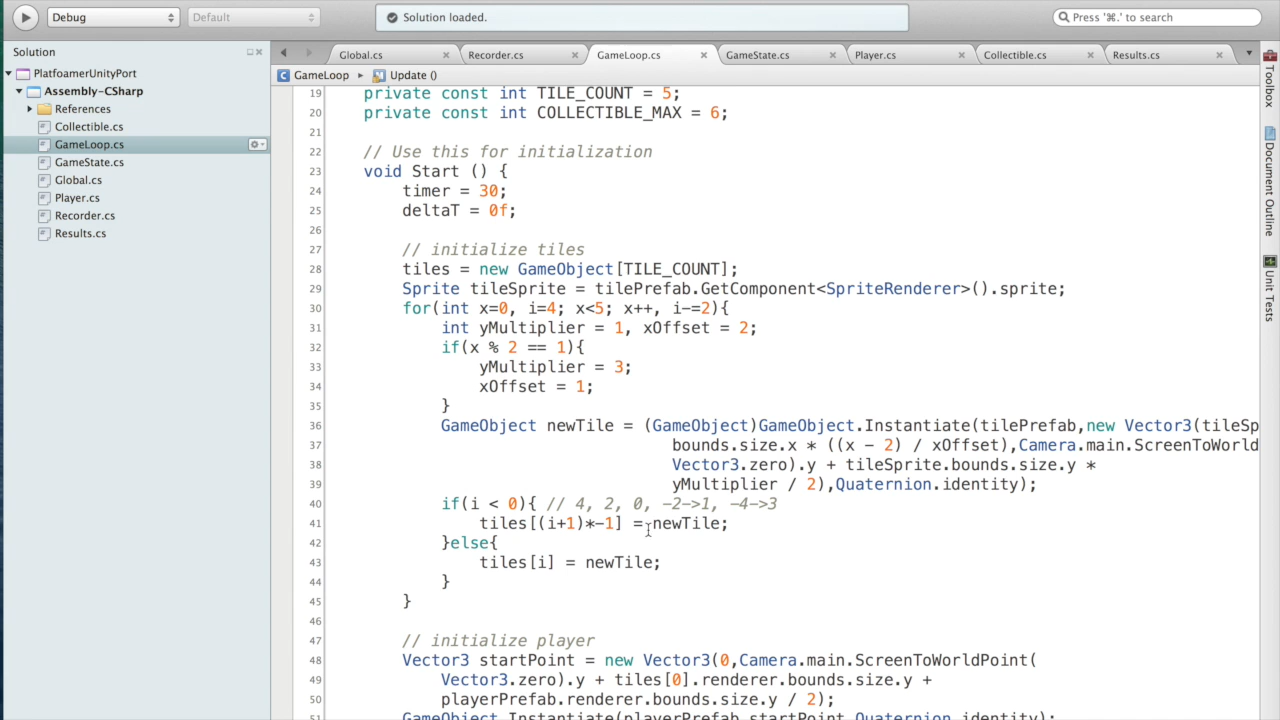 Debug
Default
Solution loaded.
Press '⌘.' to search
Solution
PlatfoamerUnityPort
Assembly-CSharp
References
Collectible.cs
GameLoop.cs
GameState.cs
Global.cs
Player.cs
Recorder.cs
Results.cs
Global.cs
Recorder.cs
GameLoop.cs
GameState.cs
Player.cs
Collectible.cs
Results.cs
GameLoop
Update ()
19 private const int TILE_COUNT = 5;
20 private const int COLLECTIBLE_MAX = 6;
21
22 // Use this for initialization
23 void Start () {
24 timer = 30;
25 deltaT = 0f;
26
27 // initialize tiles
28 tiles = new GameObject[TILE_COUNT];
29 Sprite tileSprite = tilePrefab.GetComponent<SpriteRenderer>().sprite;
30 for(int x=0, i=4; x<5; x++, i-=2){
31 int yMultiplier = 1, xOffset = 2;
32 if(x % 2 == 1){
33 yMultiplier = 3;
34 xOffset = 1;
35 }
36 GameObject newTile = (GameObject)GameObject.Instantiate(tilePrefab,new Vector3(tileSp
37 bounds.size.x * ((x - 2) / xOffset),Camera.main.ScreenToWorld
38 Vector3.zero).y + tileSprite.bounds.size.y *
39 yMultiplier / 2),Quaternion.identity);
40 if(i < 0){ // 4, 2, 0, -2->1, -4->3
41 tiles[(i+1)*-1] = newTile;
42 }else{
43 tiles[i] = newTile;
44 }
45 }
46
47 // initialize player
48 Vector3 startPoint = new Vector3(0,Camera.main.ScreenToWorldPoint(
49 Vector3.zero).y + tiles[0].renderer.bounds.size.y +
50 playerPrefab.renderer.bounds.size.y / 2);
51 GameObject.Instantiate(playerPrefab,startPoint,Quaternion.identity);
Toolbox
Document Outline
Unit Tests